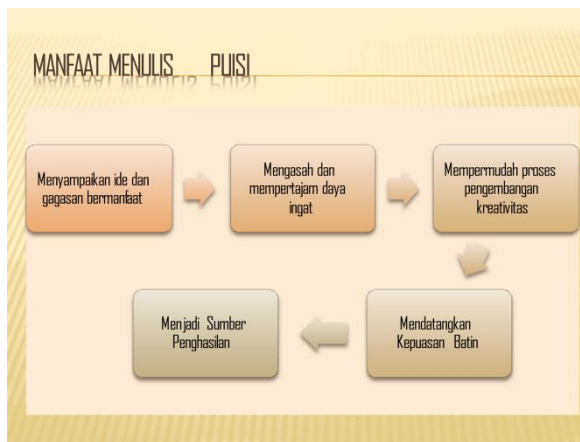 MANFAAT MENULIS PUISI
Menyampaikan ide dan
gagasan bermanfaat
Mengasah dan
mempertajam daya
ingat
Mempermudah proses
pengembangan
kreativitas
Mendatangkan
Kepuasan Batin
Menjadi Sumber
Penghasilan